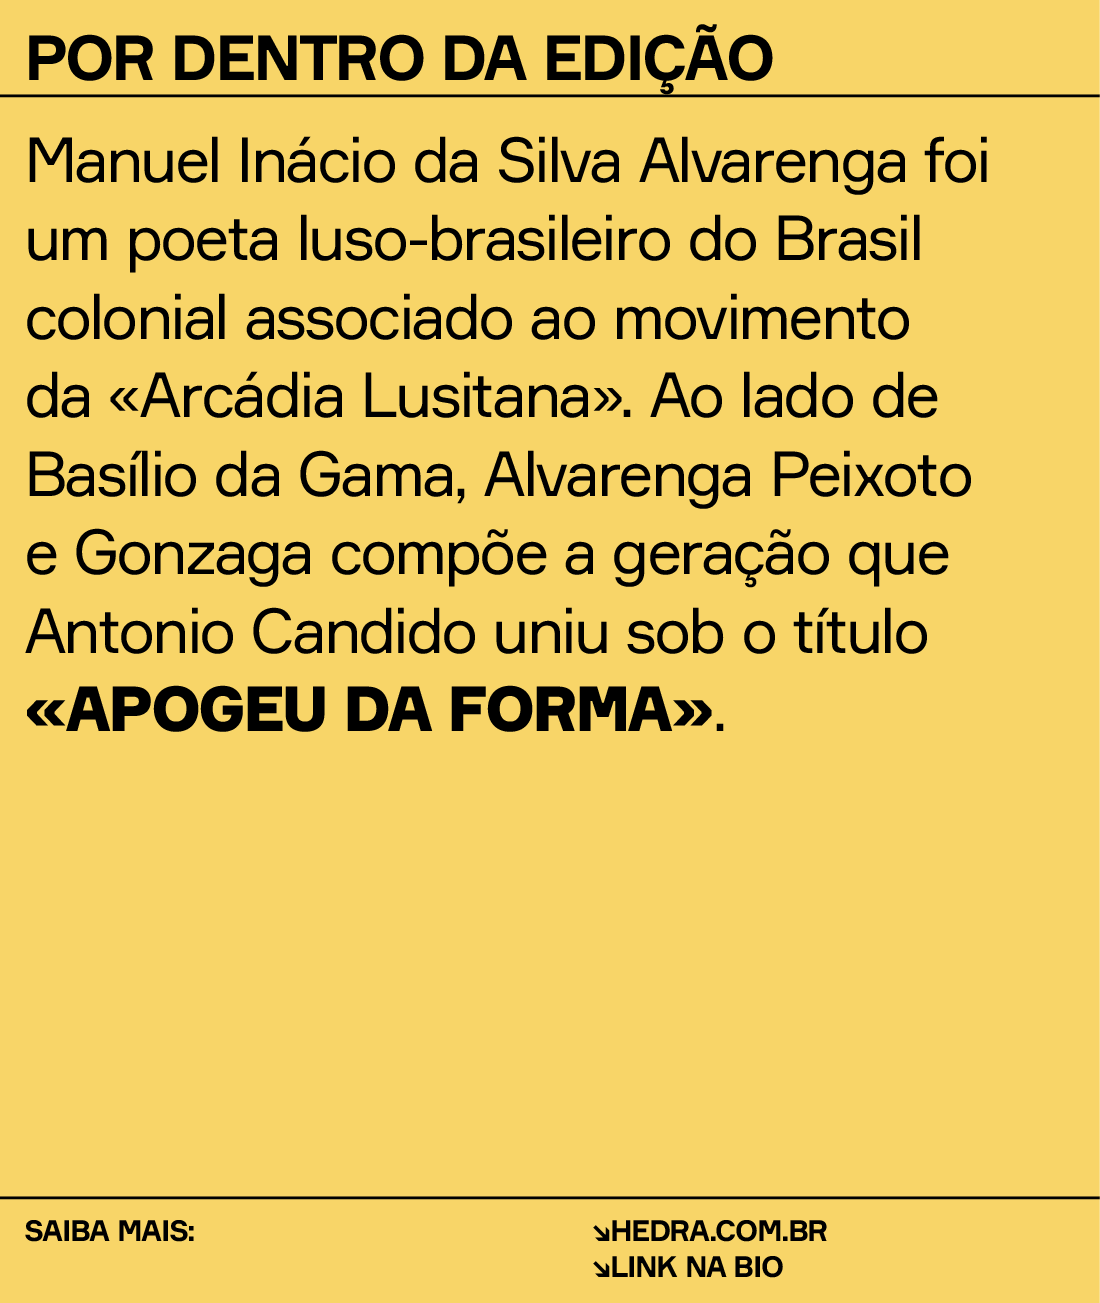 POR DENTRO DA EDIÇÃO
Manuel Inácio da Silva Alvarenga foi
um poeta luso-brasileiro do Brasil
colonial associado ao movimento
da «Arcádia Lusitana». Ao lado de
Basílio da Gama, Alvarenga Peixoto
e Gonzaga compõe a geração que
Antonio Candido uniu sob o título
«APOGEU DA FORMA».
SAIBA MAIS:
↘HEDRA.COM.BR
↘LINK NA BIO